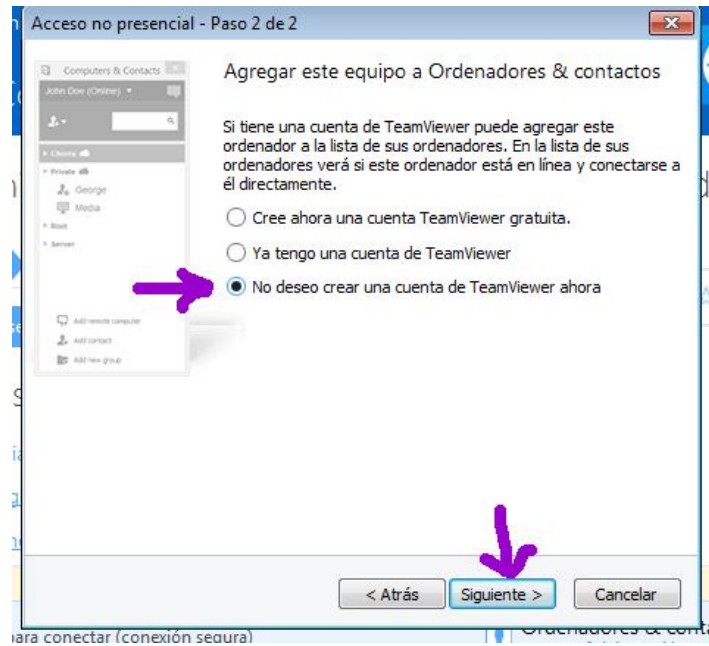 Acceso no presencial - Paso 2 de 2
Computers & Contacts
John Doe (Online)
Agregar este equipo a Ordenadores & contactos
Si tiene una cuenta de TeamViewer puede agregar este
ordenador a la lista de sus ordenadores. En la lista de sus
ordenadores verá si este ordenador está en línea y conectarse a
él directamente.
Clients
Private
George
Media
Root
Server
Cree ahora una cuenta TeamViewer gratuita.
Ya tengo una cuenta de TeamViewer
No deseo crear una cuenta de TeamViewer ahora
Add remote computer
Add contact
Add new group
< Atrás
Siguiente >
Cancelar
para conectar (conexión segura)
Ordenadores & conta